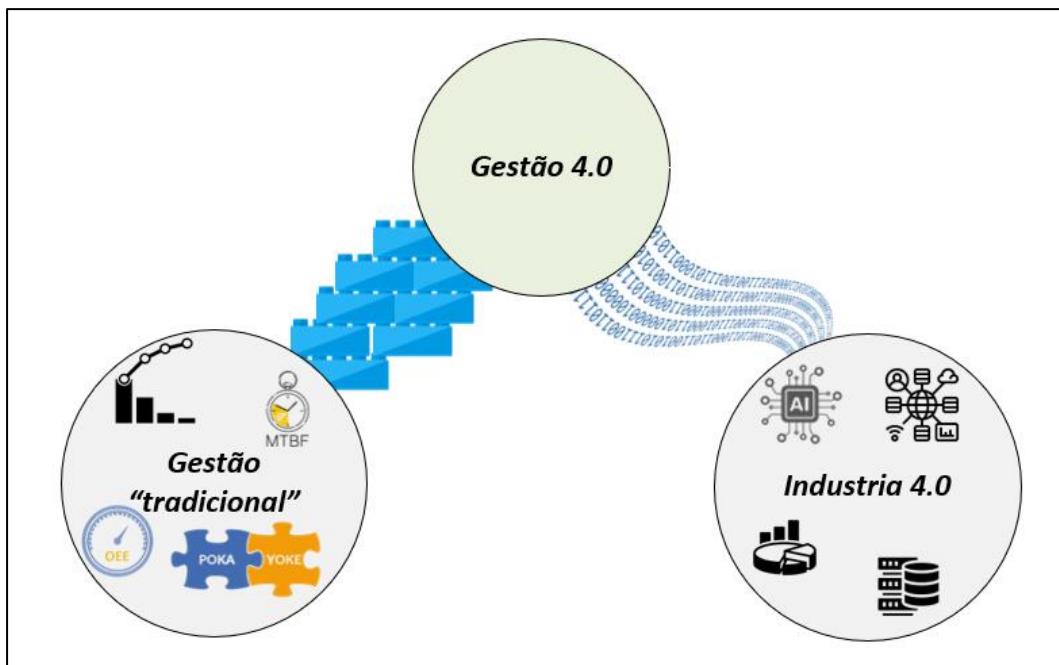 Gestão 4.0
MTBF
Gestão
“tradicional”
OEE
POKA
YOKE
AI
Industria 4.0